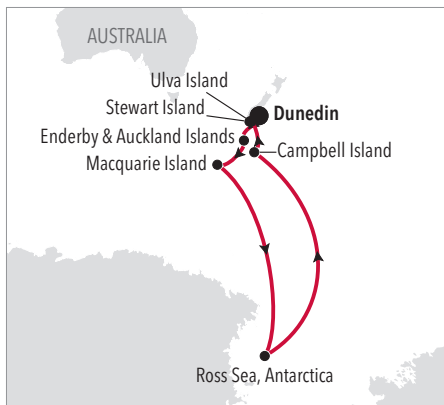 AUSTRALIA
Ulva Island
Stewart Island
Dunedin
Enderby & Auckland Islands
Campbell Island
Macquarie Island
Ross Sea, Antarctica